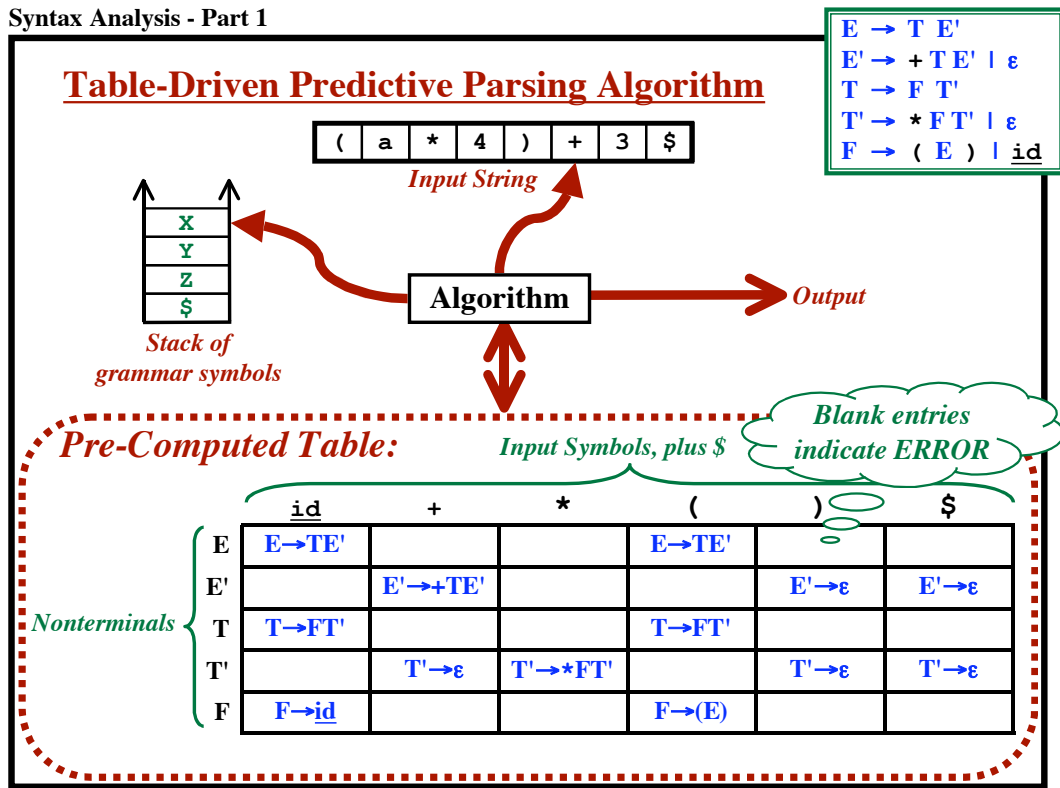 Syntax Analysis - Part 1
E → T E'
E' → + T E' | ε
T → F T'
T' → * F T' | ε
F → ( E ) | id
Table-Driven Predictive Parsing Algorithm
( a * 4 ) + 3 $
Input String
X
Y
Z
$
Stack of
grammar symbols
Algorithm
Output
Pre-Computed Table:
Input Symbols, plus $
Blank entries
indicate ERROR
id + * ( ) $
E E→TE' E→TE'
E' E'→+TE' E'→ε E'→ε
Nonterminals
T T→FT' T→FT'
T' T'→ε T'→*FT' T'→ε T'→ε
F F→id F→(E)